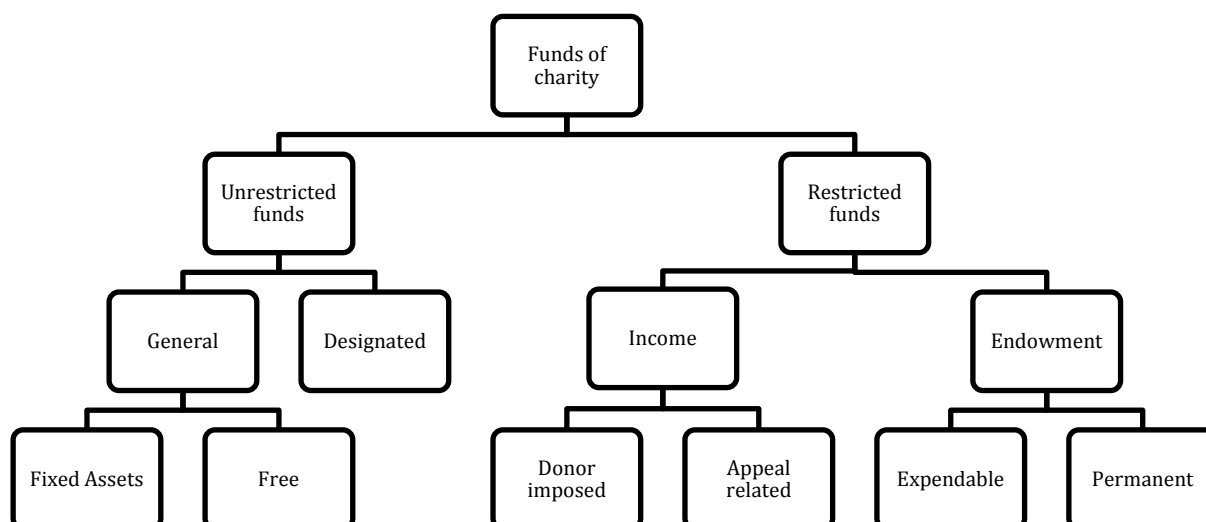 Funds of
charity
Unrestricted
funds
Restricted
funds
General
Designated
Income
Endowment
Fixed Assets
Free
Donor
imposed
Appeal
related
Expendable
Permanent